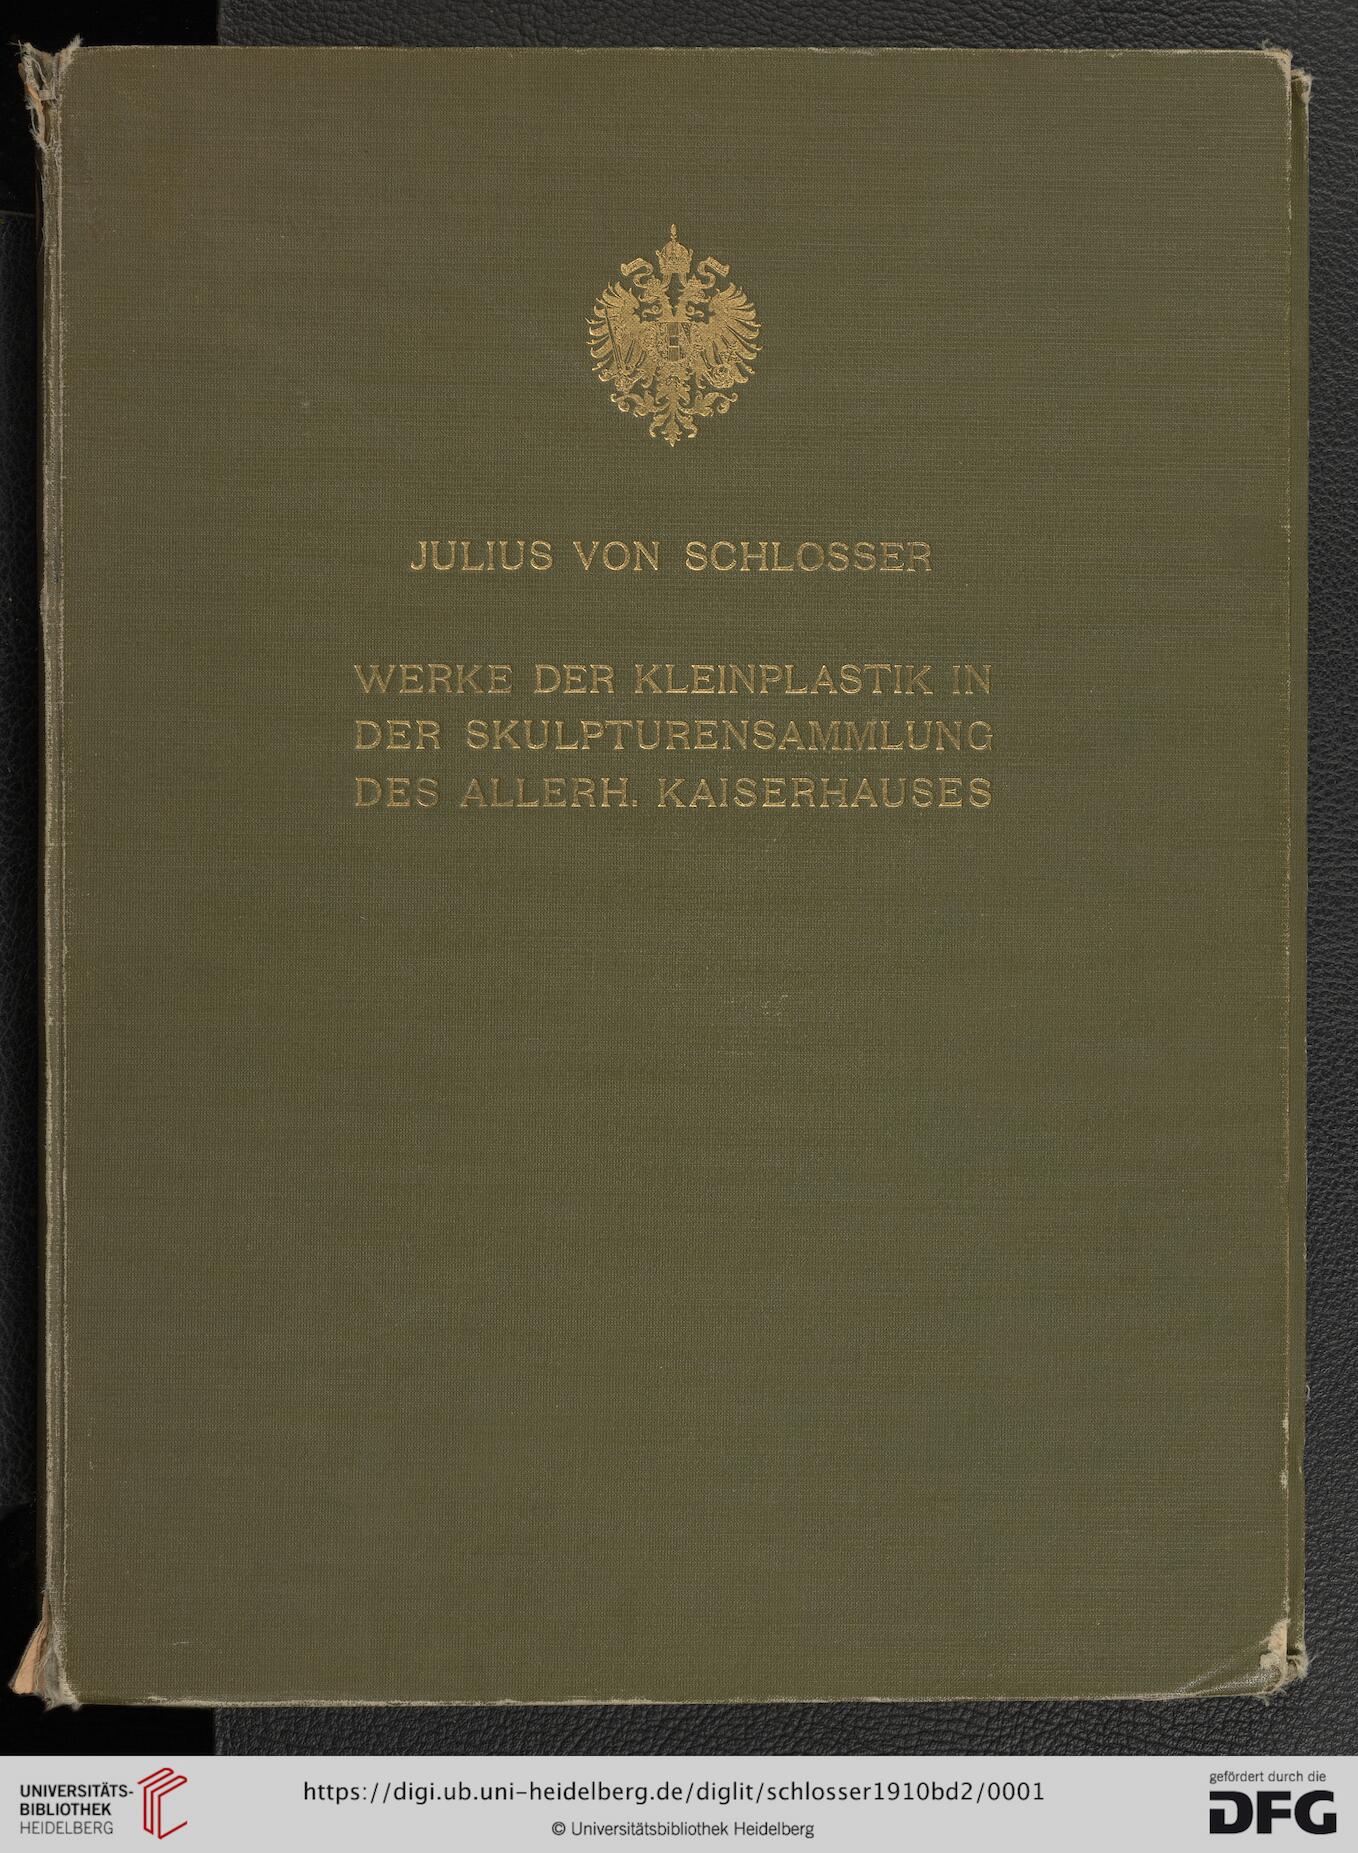 JULIUS VON SCHLOSSER
WERKE DER KLEINPLASTIK IN
DER SKULPTURENSAMMLUNG
DES ALLERH. KAISERHAUSES
UNIVERSITÄTS-
BIBLIOTHEK
HEIDELBERG
https://digi.ub.uni-heidelberg.de/diglit/schlosser1910bd2/0001
© Universitätsbibliothek Heidelberg
gefördert durch die
DFG